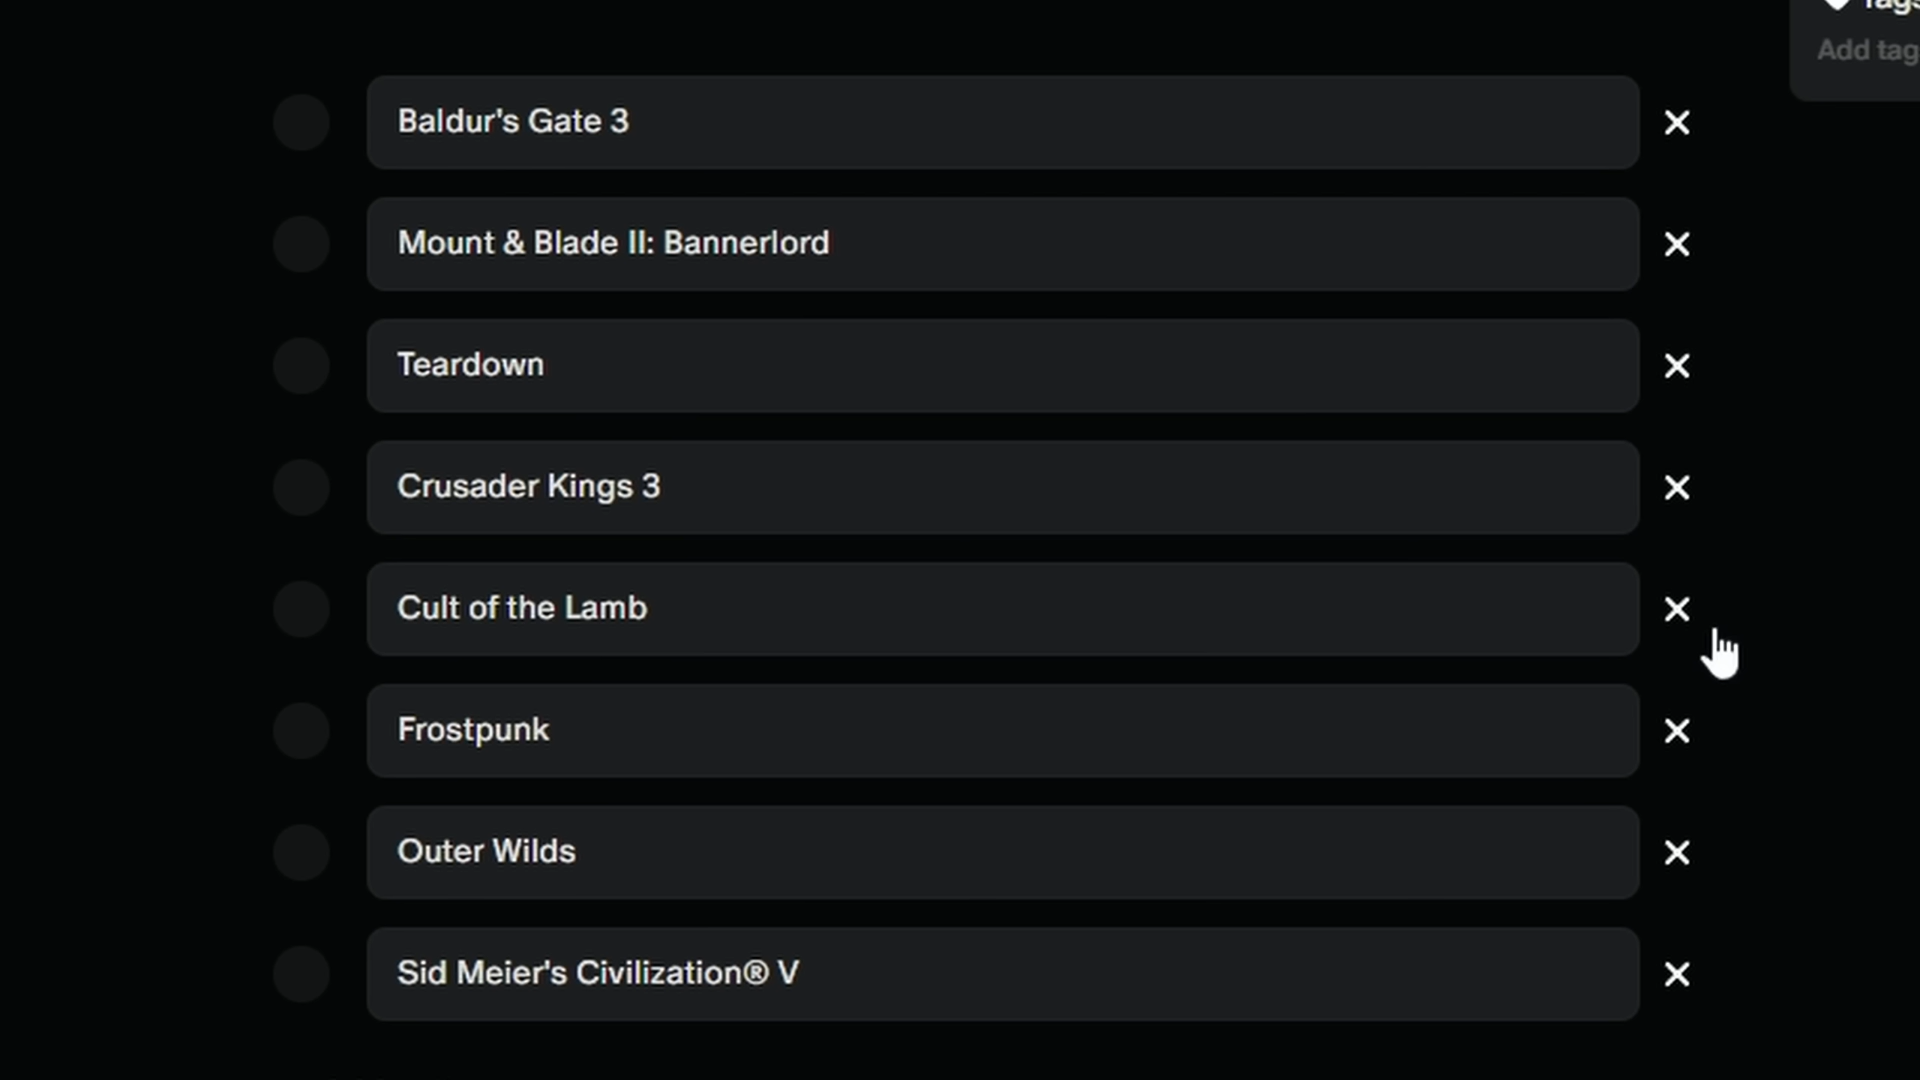 Tags
Add tag
Baldur's Gate 3
Mount & Blade II: Bannerlord
Teardown
Crusader Kings 3
Cult of the Lamb
Frostpunk
Outer Wilds
Sid Meier's Civilization® V